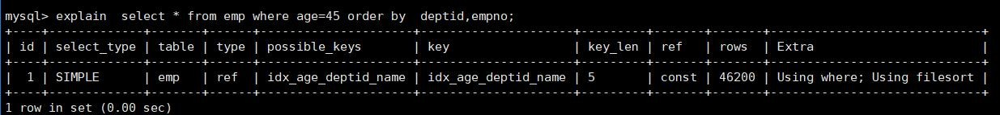 mysql> explain  select * from emp where age=45 order by  deptid,empno;
+----+-------------+-------+------+---------------------+---------------------+---------+-------+-------+-----------------------------+
| id | select_type | table | type | possible_keys       | key                 | key_len | ref   | rows  | Extra                       |
+----+-------------+-------+------+---------------------+---------------------+---------+-------+-------+-----------------------------+
|  1 | SIMPLE      | emp   | ref  | idx_age_deptid_name | idx_age_deptid_name | 5       | const | 46200 | Using where; Using filesort |
+----+-------------+-------+------+---------------------+---------------------+---------+-------+-------+-----------------------------+
1 row in set (0.00 sec)